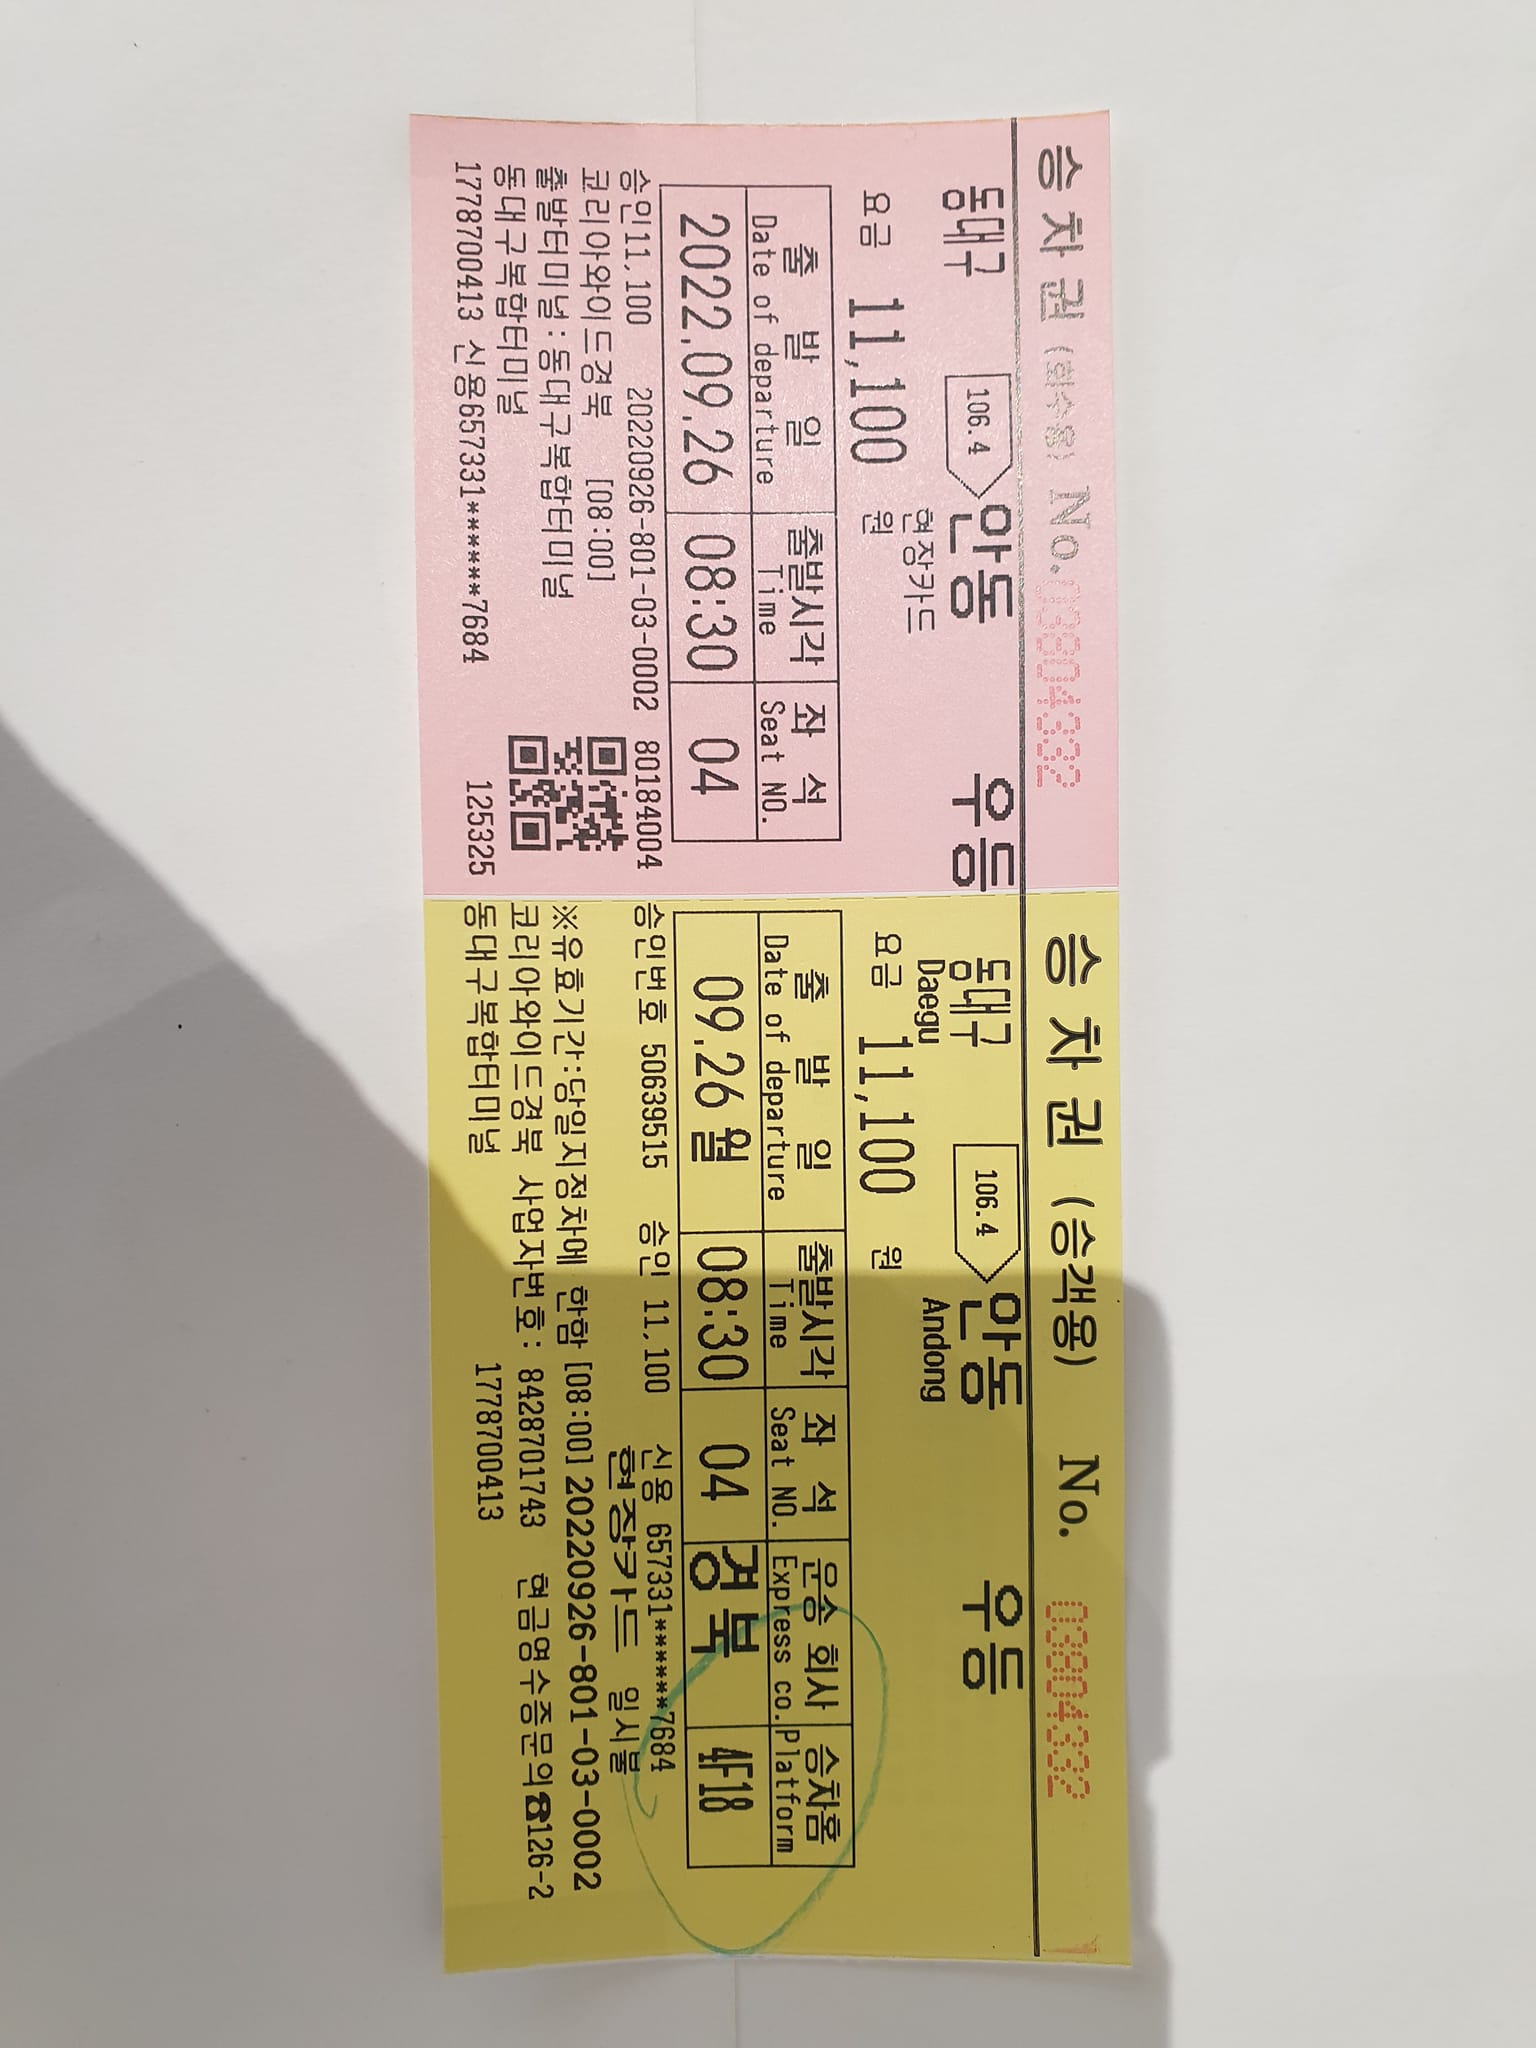 승 차 권 (회수용) No. 03804332
동대구 106.4 안동 우등
현장카드
요금 11,100 원
출 발 일 출발시각 좌 석
Date of departure Time Seat NO.
2022.09.26 08:30 04
승인11,100 20220926-801-03-0002 80184004
코리아와이드경북 [08:00]
출발터미널:동대구복합터미널
동대구복합터미널
1778700413 신용657331******7684 125325
승 차 권 (승객용) No. 03804332
동대구 106.4 안동 우등
Daegu Andong
요금 11,100 원
출 발 일 출발시각 좌 석 운송 회사 승차홈
Date of departure Time Seat NO. Express co. Platform
09.26 월 08:30 04 경북 4F18
승인번호 50639515 승인 11,100 신용 657331******7684
현장카드 일시불
※유효기간:당일지정차에 한함 [08:00] 20220926-801-03-0002
코리아와이드경북 사업자번호: 8428701743 현금영수증문의☎126-2
동대구복합터미널 1778700413